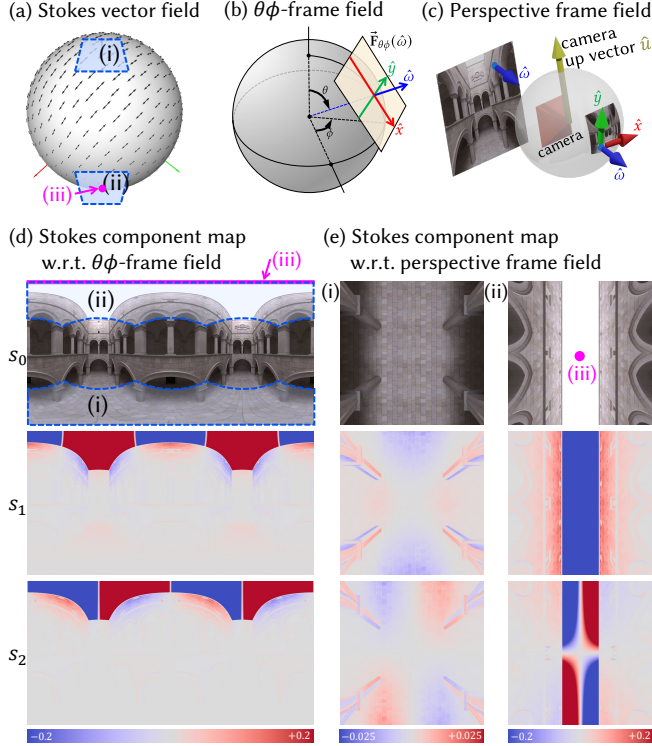 (a) Stokes vector field
(b) θϕ-frame field
(c) Perspective frame field
(i)
(ii)
(iii)
F⃗θϕ(ω̂)
ŷ
ω̂
θ
ϕ
x̂
camera
up vector û
ω̂
ŷ
x̂
camera
ω̂
(d) Stokes component map
w.r.t. θϕ-frame field
(iii)
(e) Stokes component map
w.r.t. perspective frame field
(i)
(ii)
(ii)
(i)
(iii)
s0
s1
s2
−0.2
+0.2
−0.025
+0.025
−0.2
+0.2